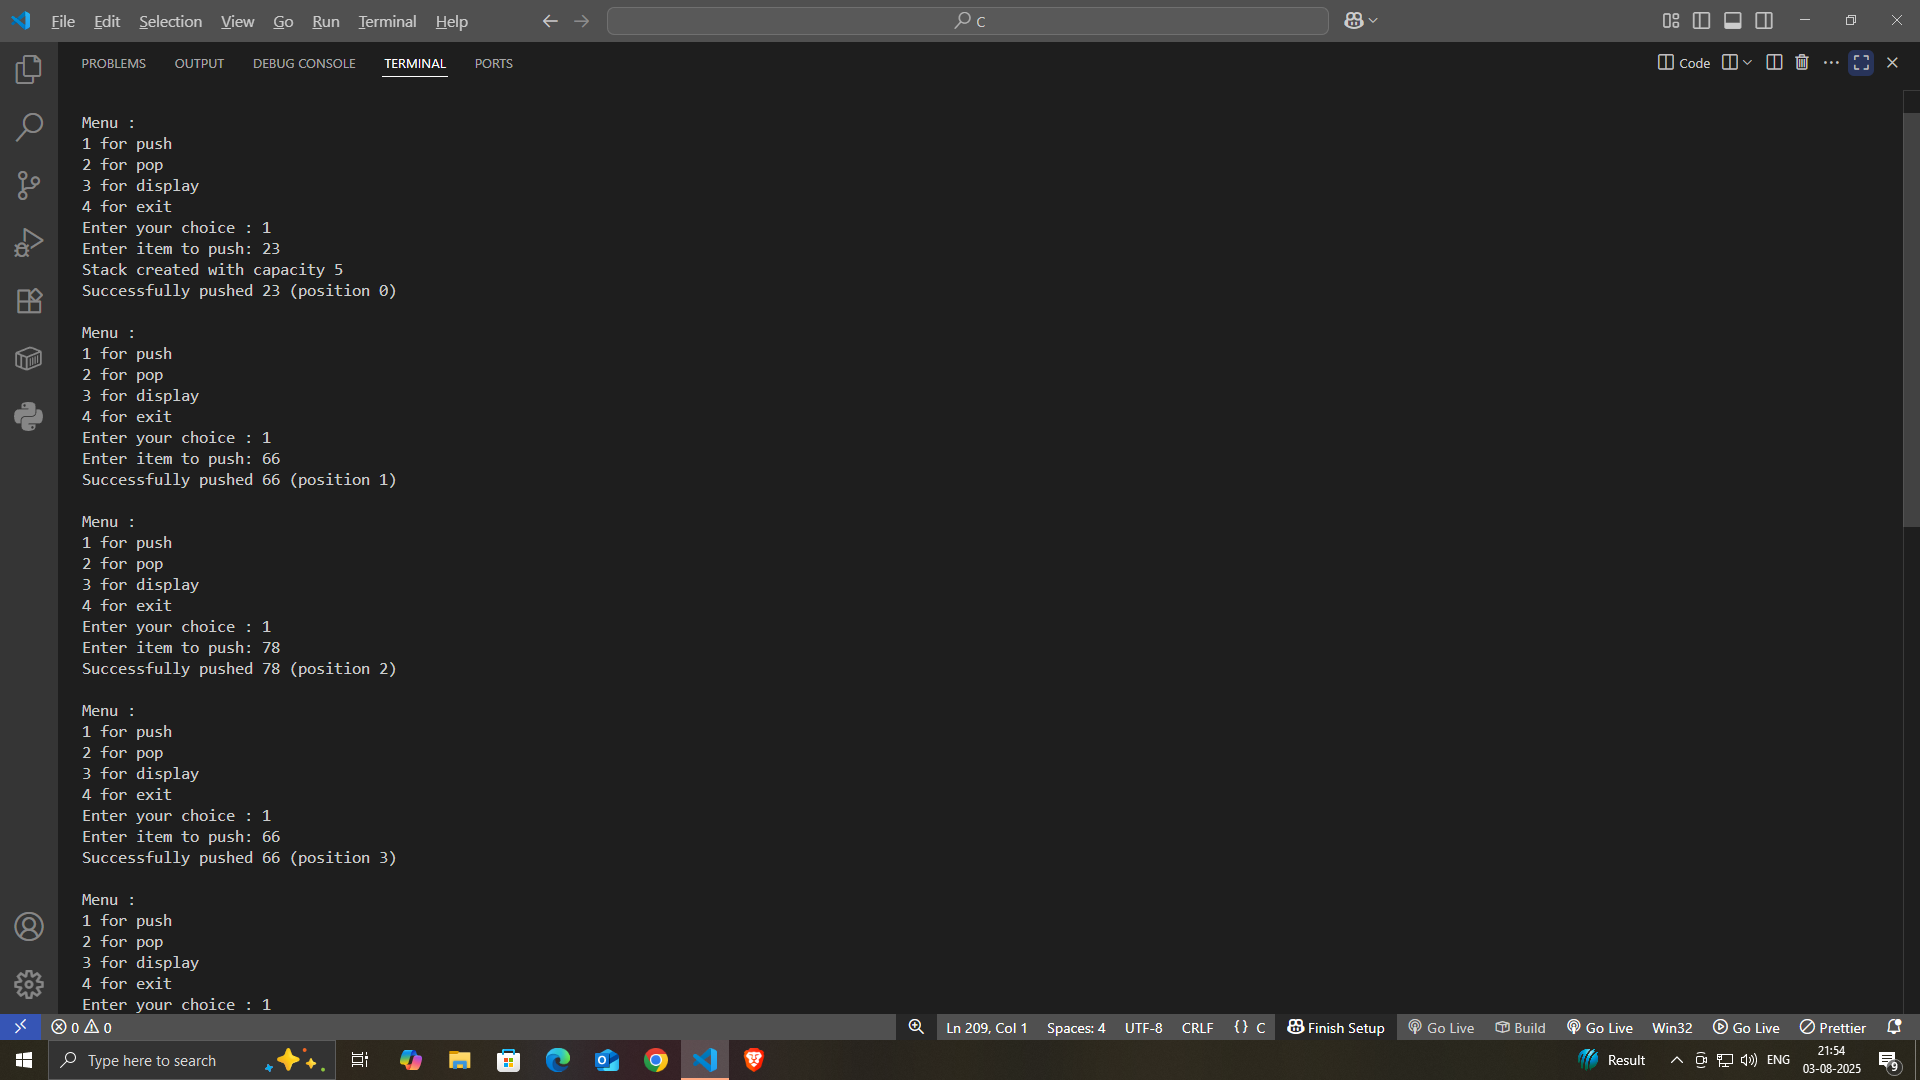 File Edit Selection View Go Run Terminal Help
C
PROBLEMS OUTPUT DEBUG CONSOLE TERMINAL PORTS
Code
Menu :
1 for push
2 for pop
3 for display
4 for exit
Enter your choice : 1
Enter item to push: 23
Stack created with capacity 5
Successfully pushed 23 (position 0)
Menu :
1 for push
2 for pop
3 for display
4 for exit
Enter your choice : 1
Enter item to push: 66
Successfully pushed 66 (position 1)
Menu :
1 for push
2 for pop
3 for display
4 for exit
Enter your choice : 1
Enter item to push: 78
Successfully pushed 78 (position 2)
Menu :
1 for push
2 for pop
3 for display
4 for exit
Enter your choice : 1
Enter item to push: 66
Successfully pushed 66 (position 3)
Menu :
1 for push
2 for pop
3 for display
4 for exit
Enter your choice : 1
0 0 Ln 209, Col 1 Spaces: 4 UTF-8 CRLF {} C Finish Setup Go Live Build Go Live Win32 Go Live Prettier
Type here to search Result ENG 21:54
03-08-2025 9